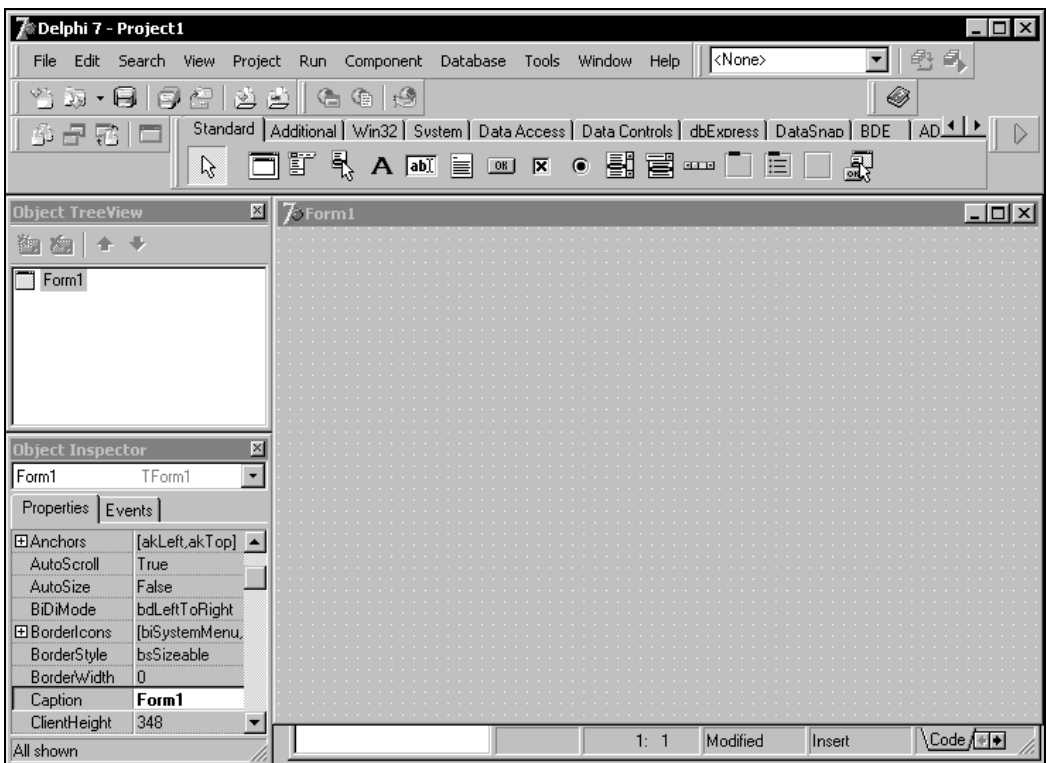 Delphi 7 - Project1
File Edit Search View Project Run Component Database Tools Window Help <None>
Standard Additional Win32 System Data Access Data Controls dbExpress DataSnap BDE AD
Object TreeView
Form1
Form1
Object Inspector
Form1 TForm1
Properties Events
Anchors [akLeft,akTop]
AutoScroll True
AutoSize False
BiDiMode bdLeftToRight
BorderIcons [biSystemMenu,
BorderStyle bsSizeable
BorderWidth 0
Caption Form1
ClientHeight 348
All shown
1: 1 Modified Insert Code